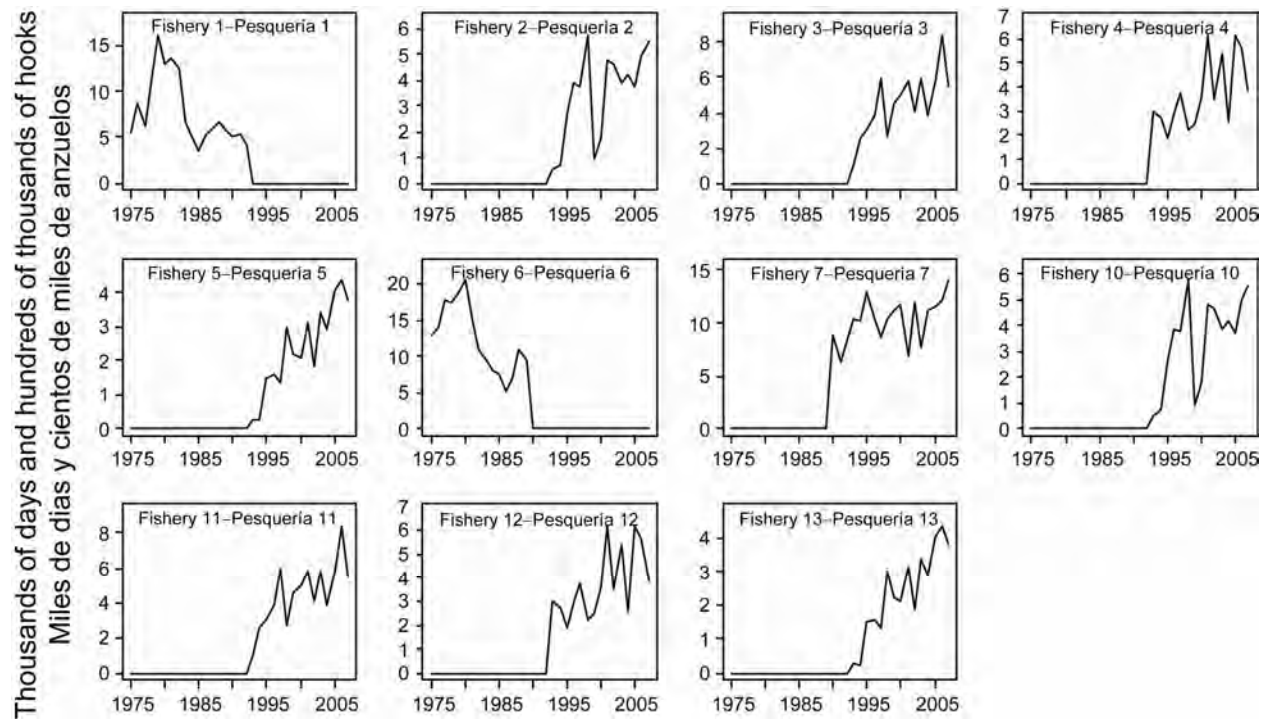 Thousands of days and hundreds of thousands of hooks
Miles de dias y cientos de miles de anzuelos
Fishery 1–Pesquería 1
15
10
5
0
1975 1985 1995 2005
Fishery 2–Pesquería 2
6
5
4
3
2
1
0
1975 1985 1995 2005
Fishery 3–Pesquería 3
8
6
4
2
0
1975 1985 1995 2005
Fishery 4–Pesquería 4
7
6
5
4
3
2
1
0
1975 1985 1995 2005
Fishery 5–Pesquería 5
4
3
2
1
0
1975 1985 1995 2005
Fishery 6–Pesquería 6
20
15
10
5
0
1975 1985 1995 2005
Fishery 7–Pesquería 7
15
10
5
0
1975 1985 1995 2005
Fishery 10–Pesquería 10
6
5
4
3
2
1
0
1975 1985 1995 2005
Fishery 11–Pesquería 11
8
6
4
2
0
1975 1985 1995 2005
Fishery 12–Pesquería 12
7
6
5
4
3
2
1
0
1975 1985 1995 2005
Fishery 13–Pesquería 13
4
3
2
1
0
1975 1985 1995 2005